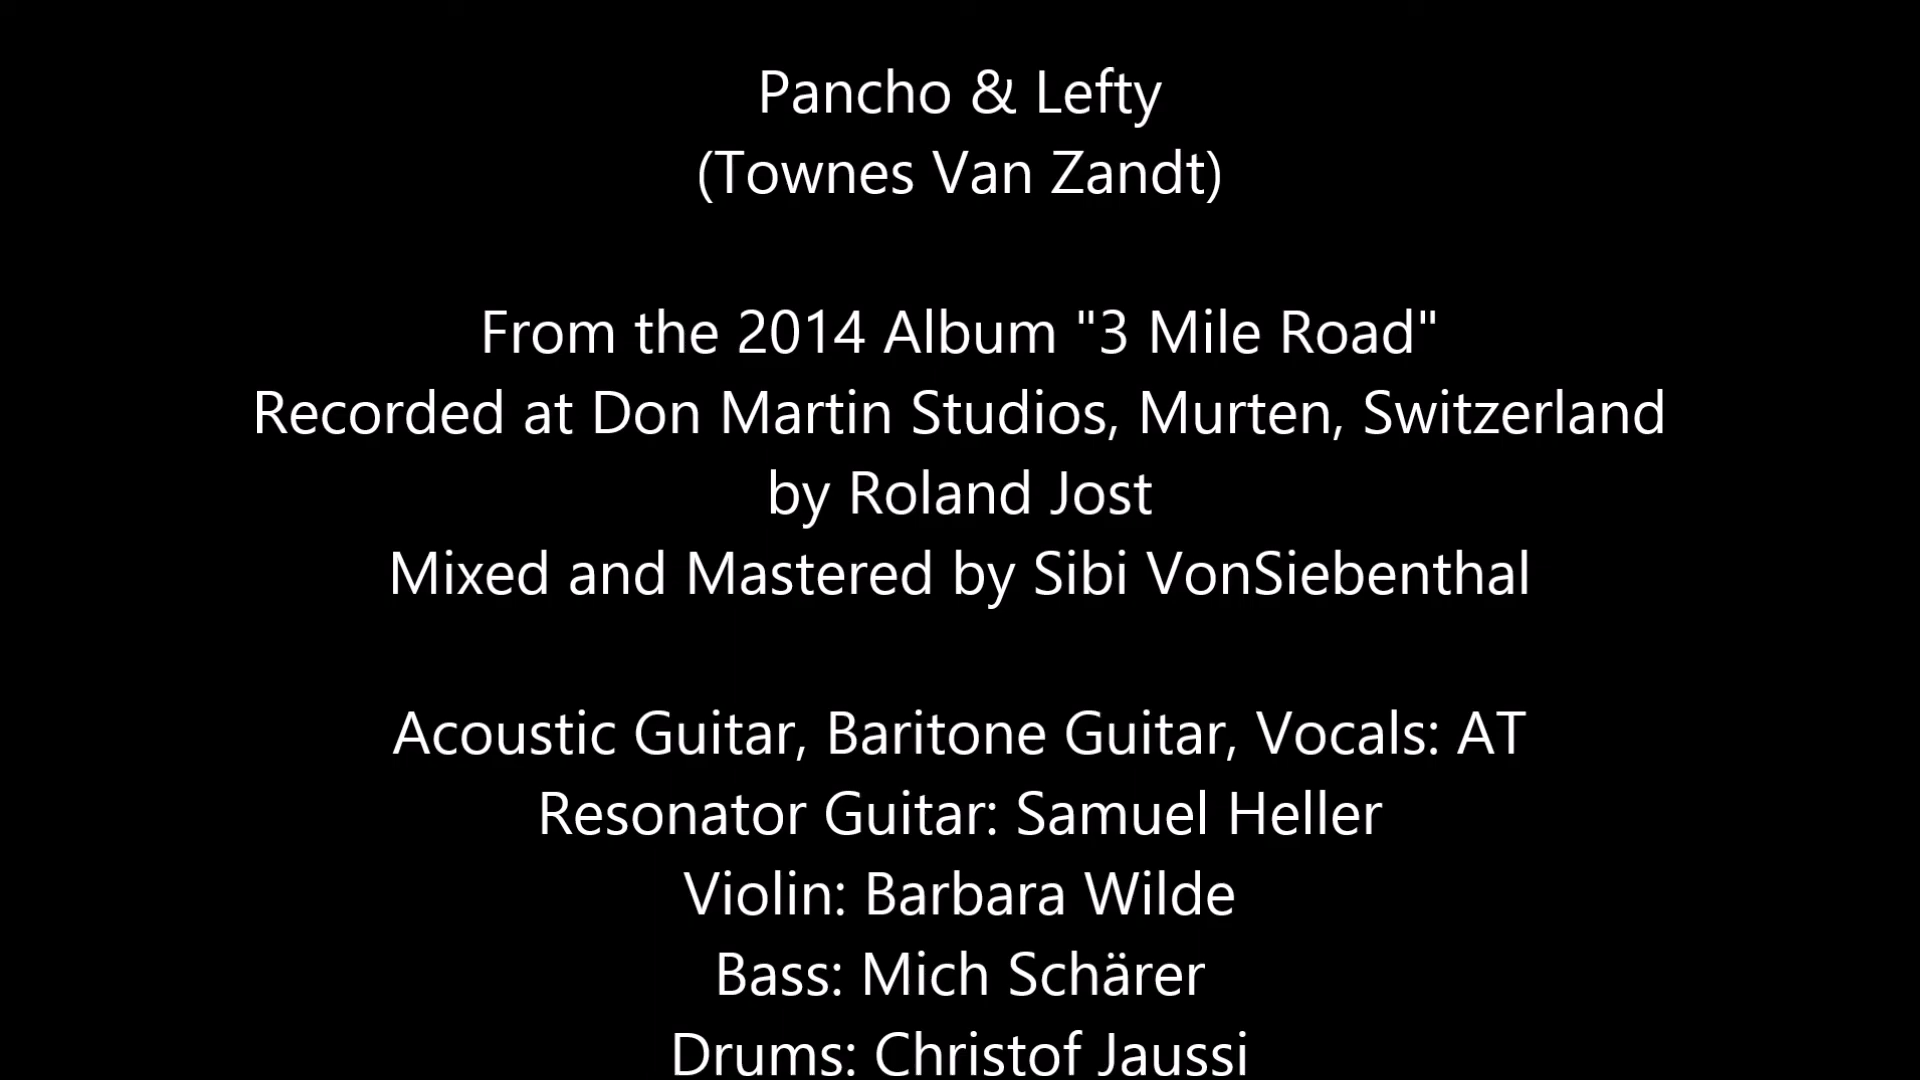 Pancho & Lefty
(Townes Van Zandt)
From the 2014 Album "3 Mile Road"
Recorded at Don Martin Studios, Murten, Switzerland
by Roland Jost
Mixed and Mastered by Sibi VonSiebenthal
Acoustic Guitar, Baritone Guitar, Vocals: AT
Resonator Guitar: Samuel Heller
Violin: Barbara Wilde
Bass: Mich Schärer
Drums: Christof Jaussi